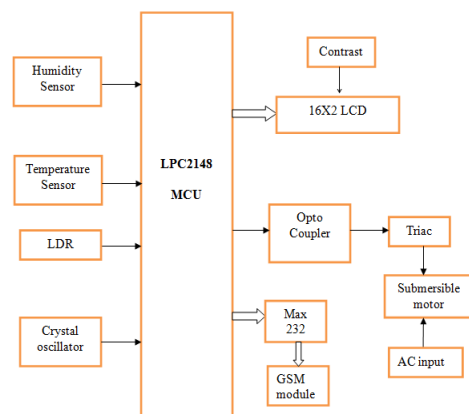 Humidity
Sensor
Temperature
Sensor
LDR
Crystal
oscillator
LPC2148
MCU
Contrast
16X2 LCD
Opto
Coupler
Triac
Submersible
motor
AC input
Max
232
GSM
module